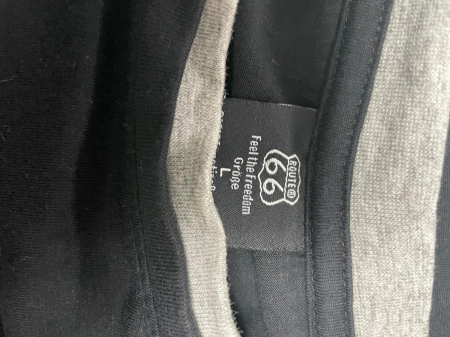 ROUTE®
66
Feel the Freedom
Größe
L